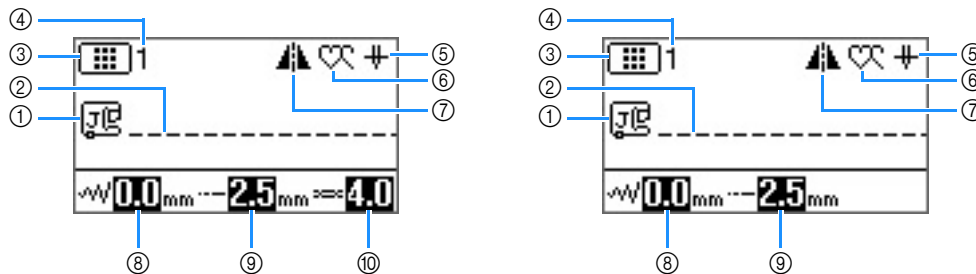 ④ ④
③ 1 ⑤ ③ 1 ⑤
⑥ ⑥
② ⑦ ② ⑦
① J ① J
0.0 mm 2.5 mm 4.0 0.0 mm 2.5 mm
⑧ ⑨ ⑩ ⑧ ⑨